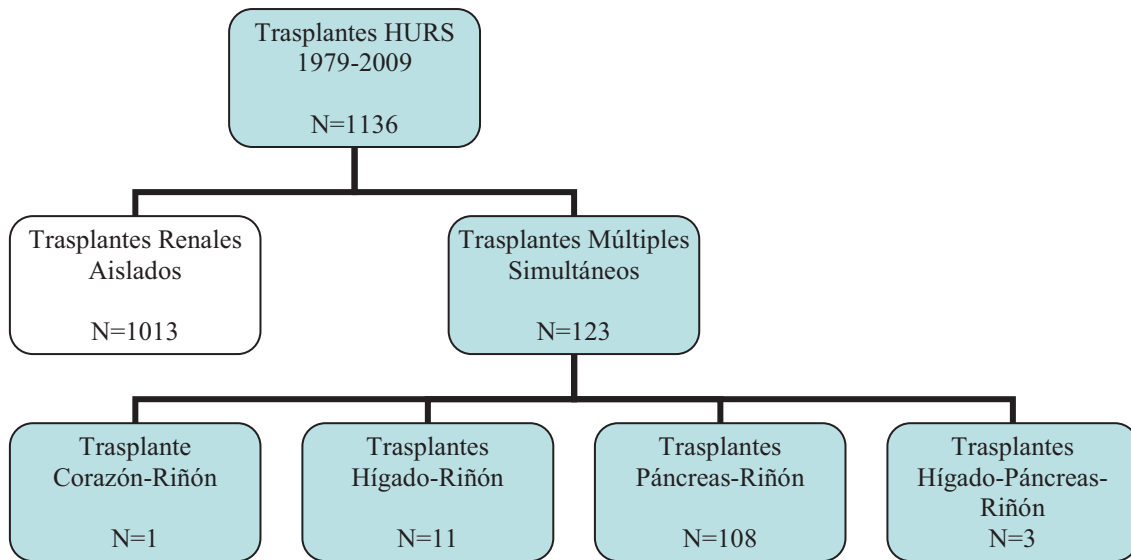 Trasplantes HURS
1979-2009
N=1136
Trasplantes Renales
Aislados
N=1013
Trasplantes Múltiples
Simultáneos
N=123
Trasplante
Corazón-Riñón
N=1
Trasplantes
Hígado-Riñón
N=11
Trasplantes
Páncreas-Riñón
N=108
Trasplantes
Hígado-Páncreas-
Riñón
N=3